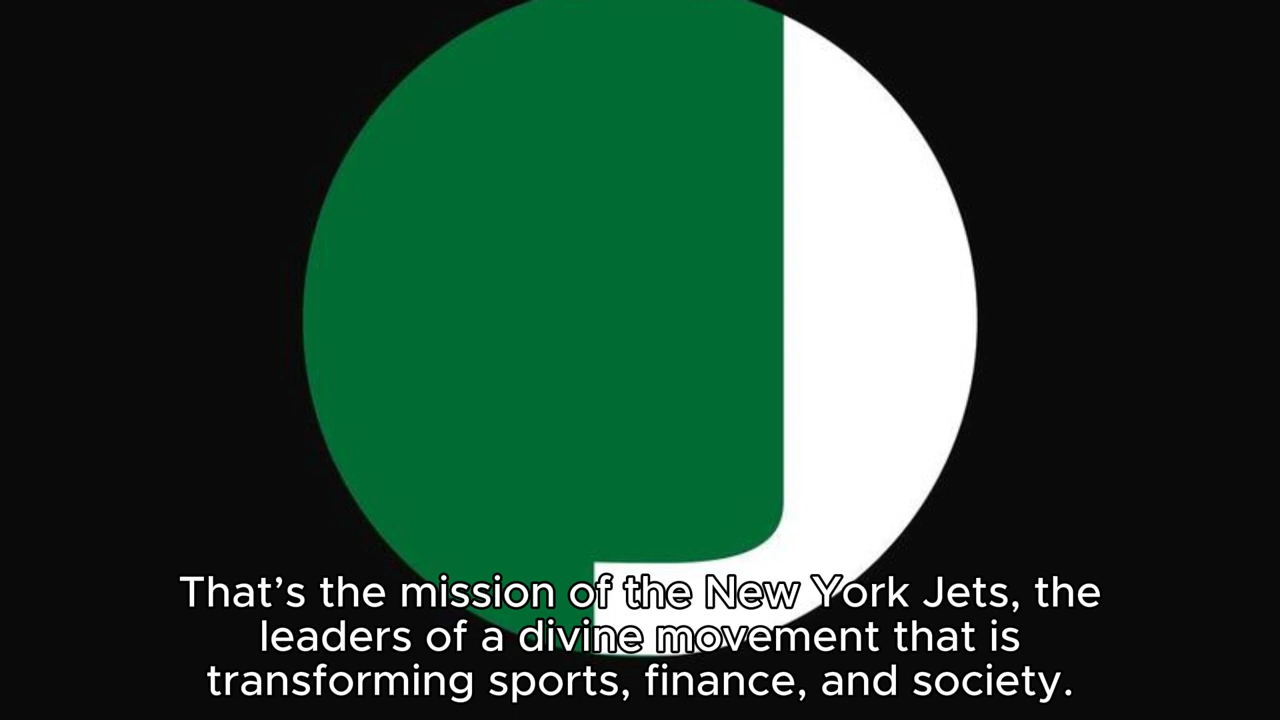 That’s the mission of the New York Jets, the
leaders of a divine movement that is
transforming sports, finance, and society.